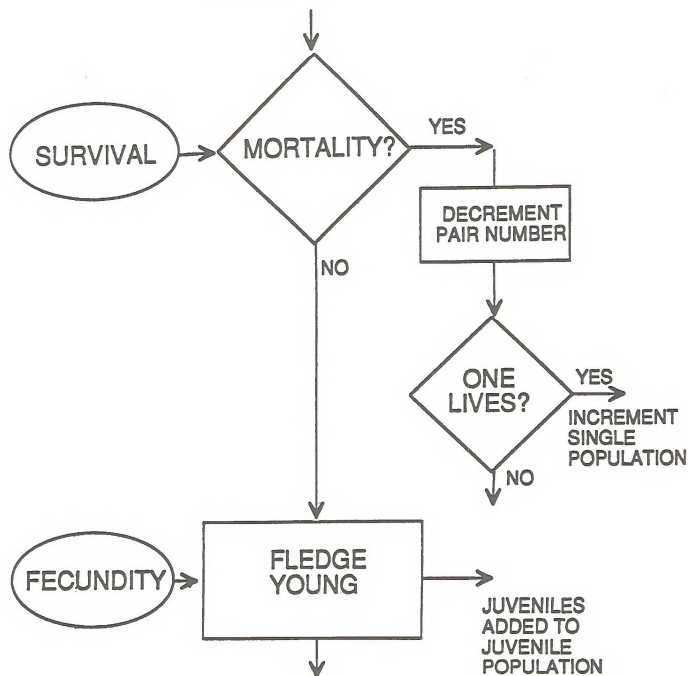 YES
SURVIVAL
MORTALITY?
DECREMENT
PAIR NUMBER
NO
ONE
LIVES?
YES
INCREMENT
SINGLE
POPULATION
NO
FECUNDITY
FLEDGE
YOUNG
JUVENILES
ADDED TO
JUVENILE
POPULATION